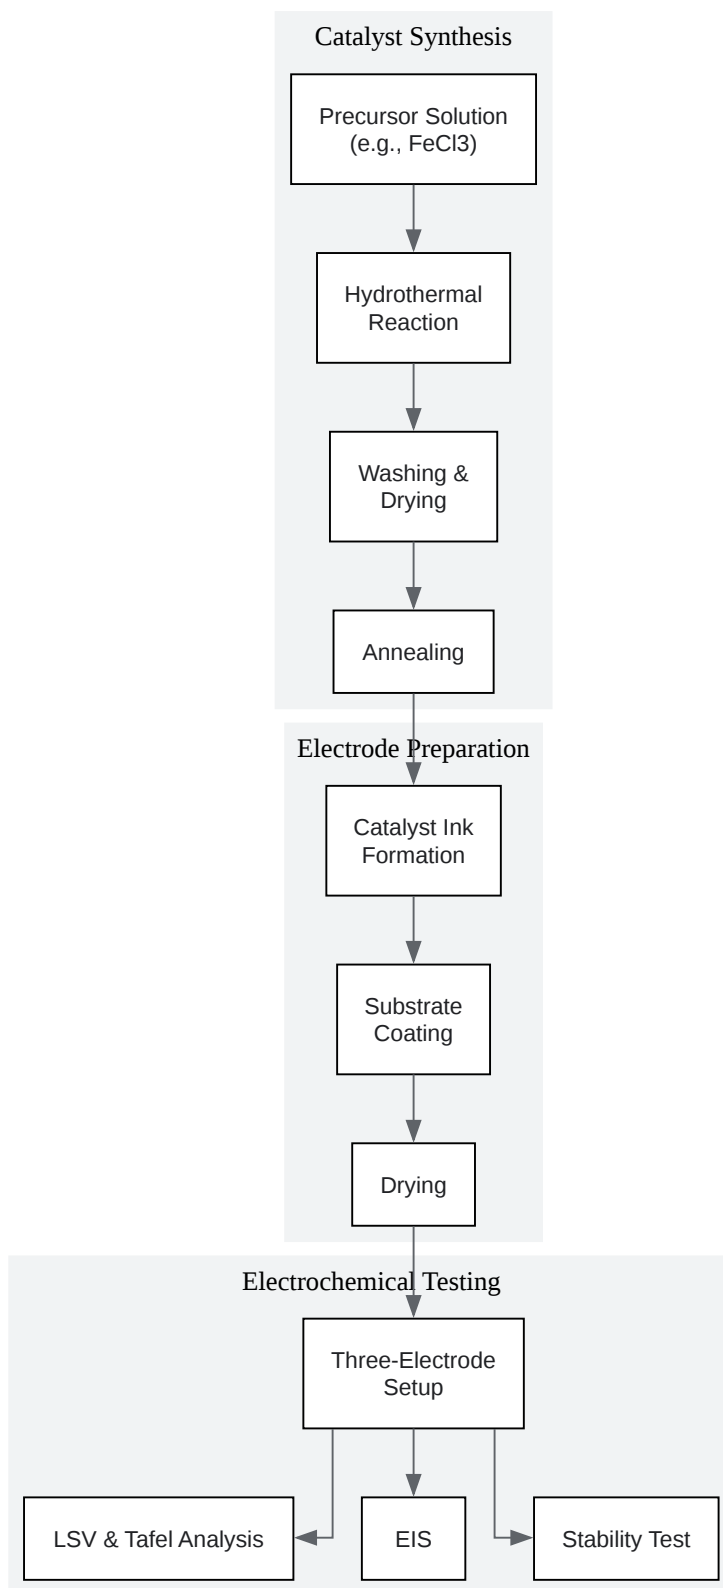 Catalyst Synthesis
Precursor Solution
(e.g., FeCl3)
Hydrothermal
Reaction
Washing &
Drying
Annealing
Electrode Preparation
Catalyst Ink
Formation
Substrate
Coating
Drying
Electrochemical Testing
Three-Electrode
Setup
LSV & Tafel Analysis
EIS
Stability Test